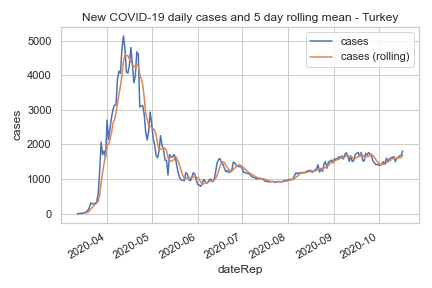 New COVID-19 daily cases and 5 day rolling mean - Turkey
cases
cases (rolling)
5000
4000
3000
2000
1000
0
cases
2020-04
2020-05
2020-06
2020-07
2020-08
2020-09
2020-10
dateRep